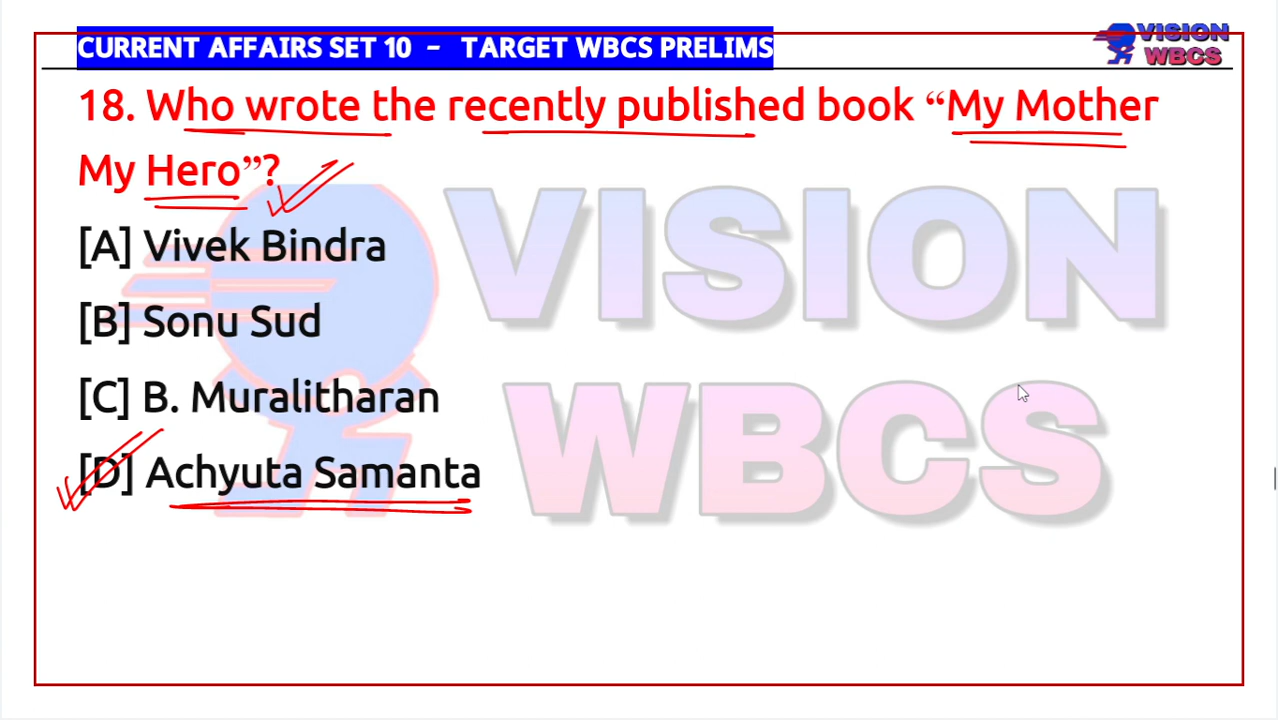 CURRENT AFFAIRS SET 10 - TARGET WBCS PRELIMS
VISION
WBCS
18. Who wrote the recently published book “My Mother
My Hero”?
[A] Vivek Bindra
[B] Sonu Sud
[C] B. Muralitharan
[D] Achyuta Samanta
VISION
WBCS